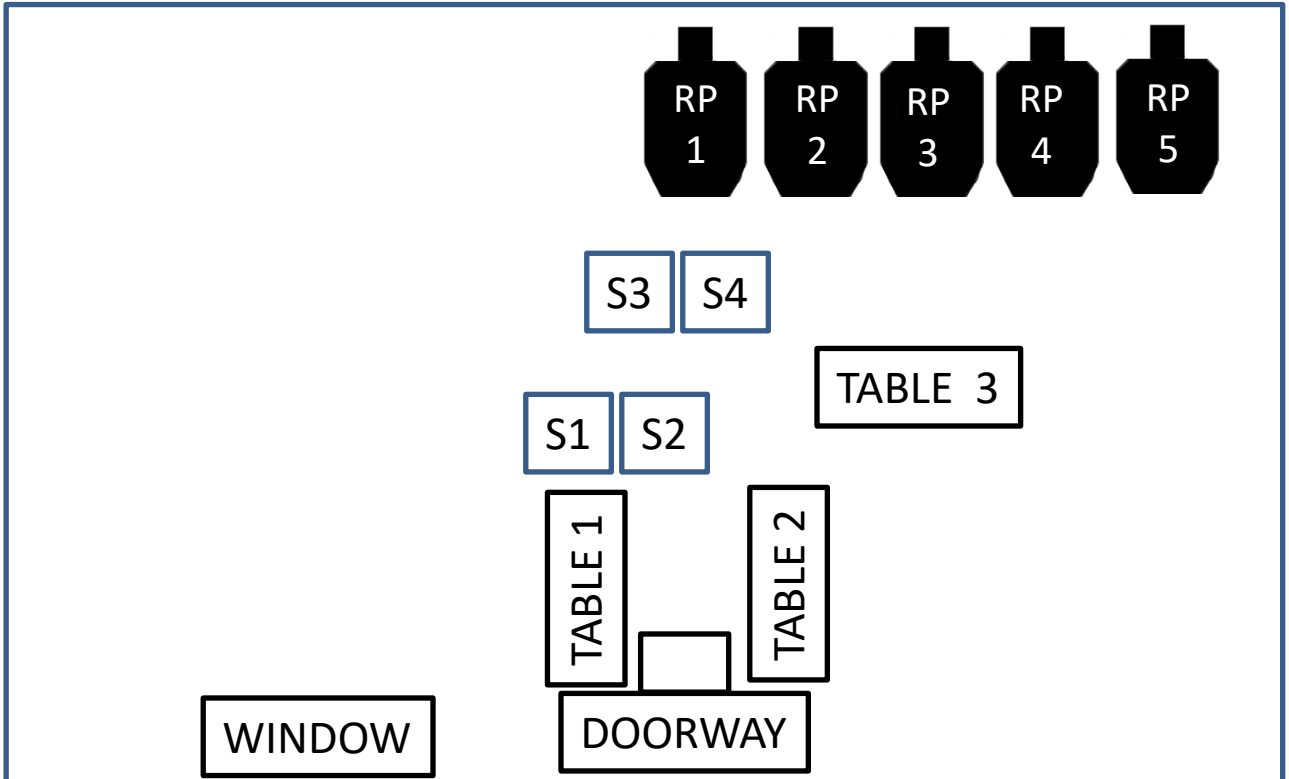 RP
1
RP
2
RP
3
RP
4
RP
5
S3
S4
TABLE 3
S1
S2
TABLE 1
TABLE 2
WINDOW
DOORWAY